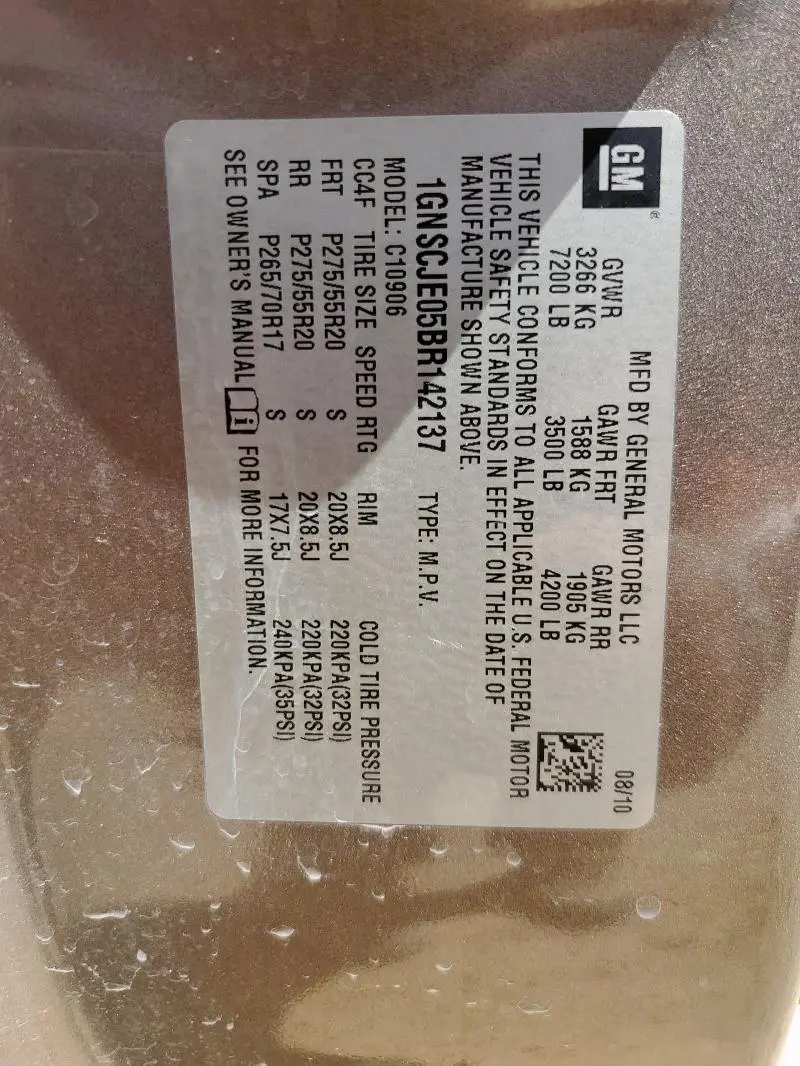 GM
®
MFD BY GENERAL MOTORS LLC 08/10
GVWR GAWR FRT GAWR RR
3266 KG 1588 KG 1905 KG
7200 LB 3500 LB 4200 LB
THIS VEHICLE CONFORMS TO ALL APPLICABLE U.S. FEDERAL MOTOR
VEHICLE SAFETY STANDARDS IN EFFECT ON THE DATE OF
MANUFACTURE SHOWN ABOVE.
1GNSCJE05BR142137 TYPE: M.P.V.
MODEL: C10906
CC4F TIRE SIZE SPEED RTG RIM COLD TIRE PRESSURE
FRT P275/55R20 S 20X8.5J 220KPA(32PSI)
RR P275/55R20 S 20X8.5J 220KPA(32PSI)
SPA P265/70R17 S 17X7.5J 240KPA(35PSI)
SEE OWNER'S MANUAL i FOR MORE INFORMATION.